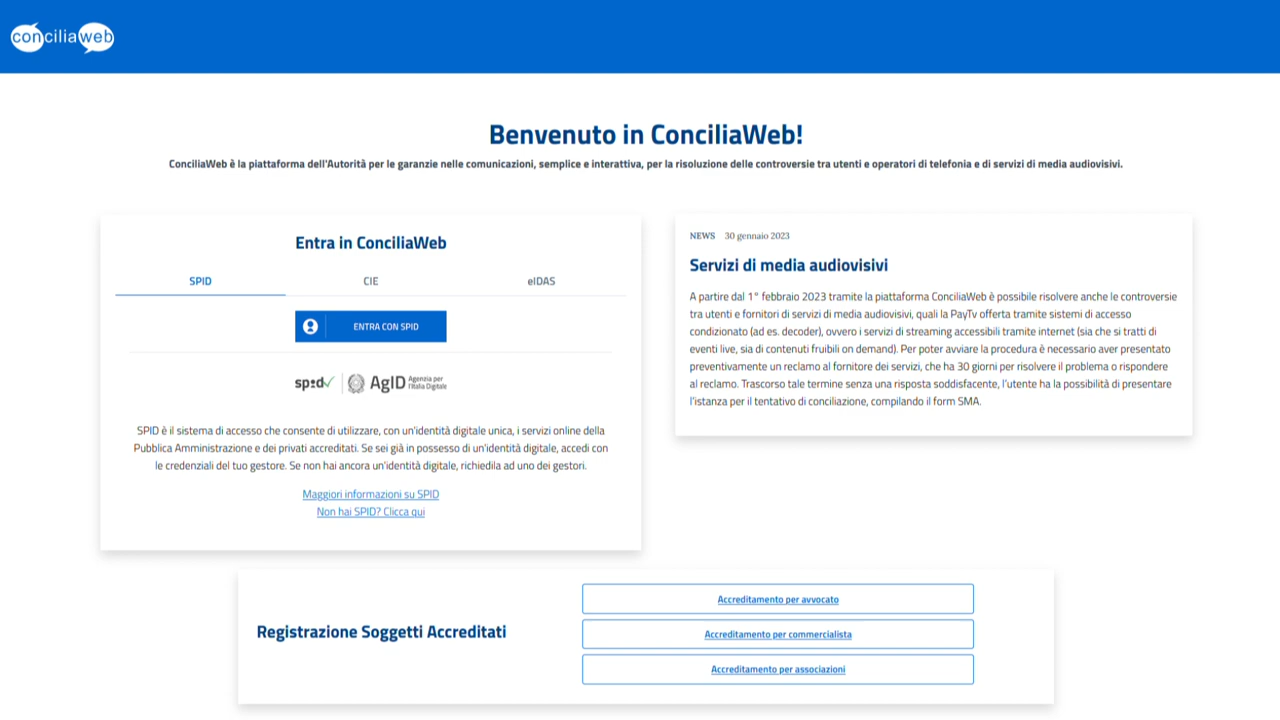 conciliaweb
Benvenuto in ConciliaWeb!
ConciliaWeb è la piattaforma dell'Autorità per le garanzie nelle comunicazioni, semplice e interattiva, per la risoluzione delle controversie tra utenti e operatori di telefonia e di servizi di media audiovisivi.
Entra in ConciliaWeb
SPID CIE eIDAS
ENTRA CON SPID
spid AgID Agenzia per
l'Italia Digitale
SPID è il sistema di accesso che consente di utilizzare, con un'identità digitale unica, i servizi online della
Pubblica Amministrazione e dei privati accreditati. Se sei già in possesso di un'identità digitale, accedi con
le credenziali del tuo gestore. Se non hai ancora un'identità digitale, richiedila ad uno dei gestori.
Maggiori informazioni su SPID
Non hai SPID? Clicca qui
NEWS 30 gennaio 2023
Servizi di media audiovisivi
A partire dal 1° febbraio 2023 tramite la piattaforma ConciliaWeb è possibile risolvere anche le controversie
tra utenti e fornitori di servizi di media audiovisivi, quali la PayTv offerta tramite sistemi di accesso
condizionato (ad es. decoder), ovvero i servizi di streaming accessibili tramite internet (sia che si tratti di
eventi live, sia di contenuti fruibili on demand). Per poter avviare la procedura è necessario aver presentato
preventivamente un reclamo al fornitore dei servizi, che ha 30 giorni per risolvere il problema o rispondere
al reclamo. Trascorso tale termine senza una risposta soddisfacente, l'utente ha la possibilità di presentare
l'istanza per il tentativo di conciliazione, compilando il form SMA.
Registrazione Soggetti Accreditati
Accreditamento per avvocato
Accreditamento per commercialista
Accreditamento per associazioni